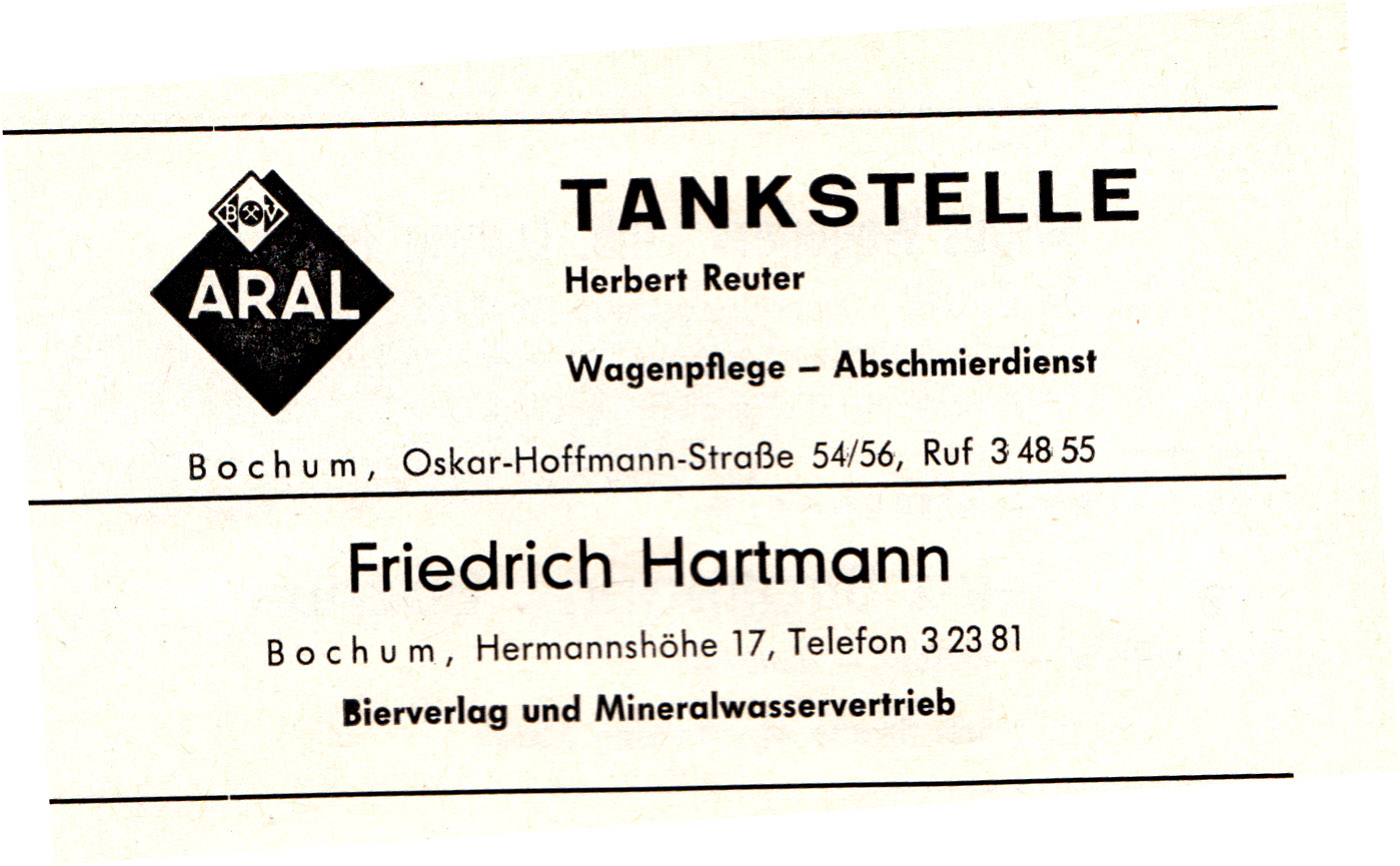 BV
ARAL
TANKSTELLE
Herbert Reuter
Wagenpflege – Abschmierdienst
Bochum, Oskar-Hoffmann-Straße 54/56, Ruf 3 48 55
Friedrich Hartmann
Bochum, Hermannshöhe 17, Telefon 3 23 81
Bierverlag und Mineralwasservertrieb